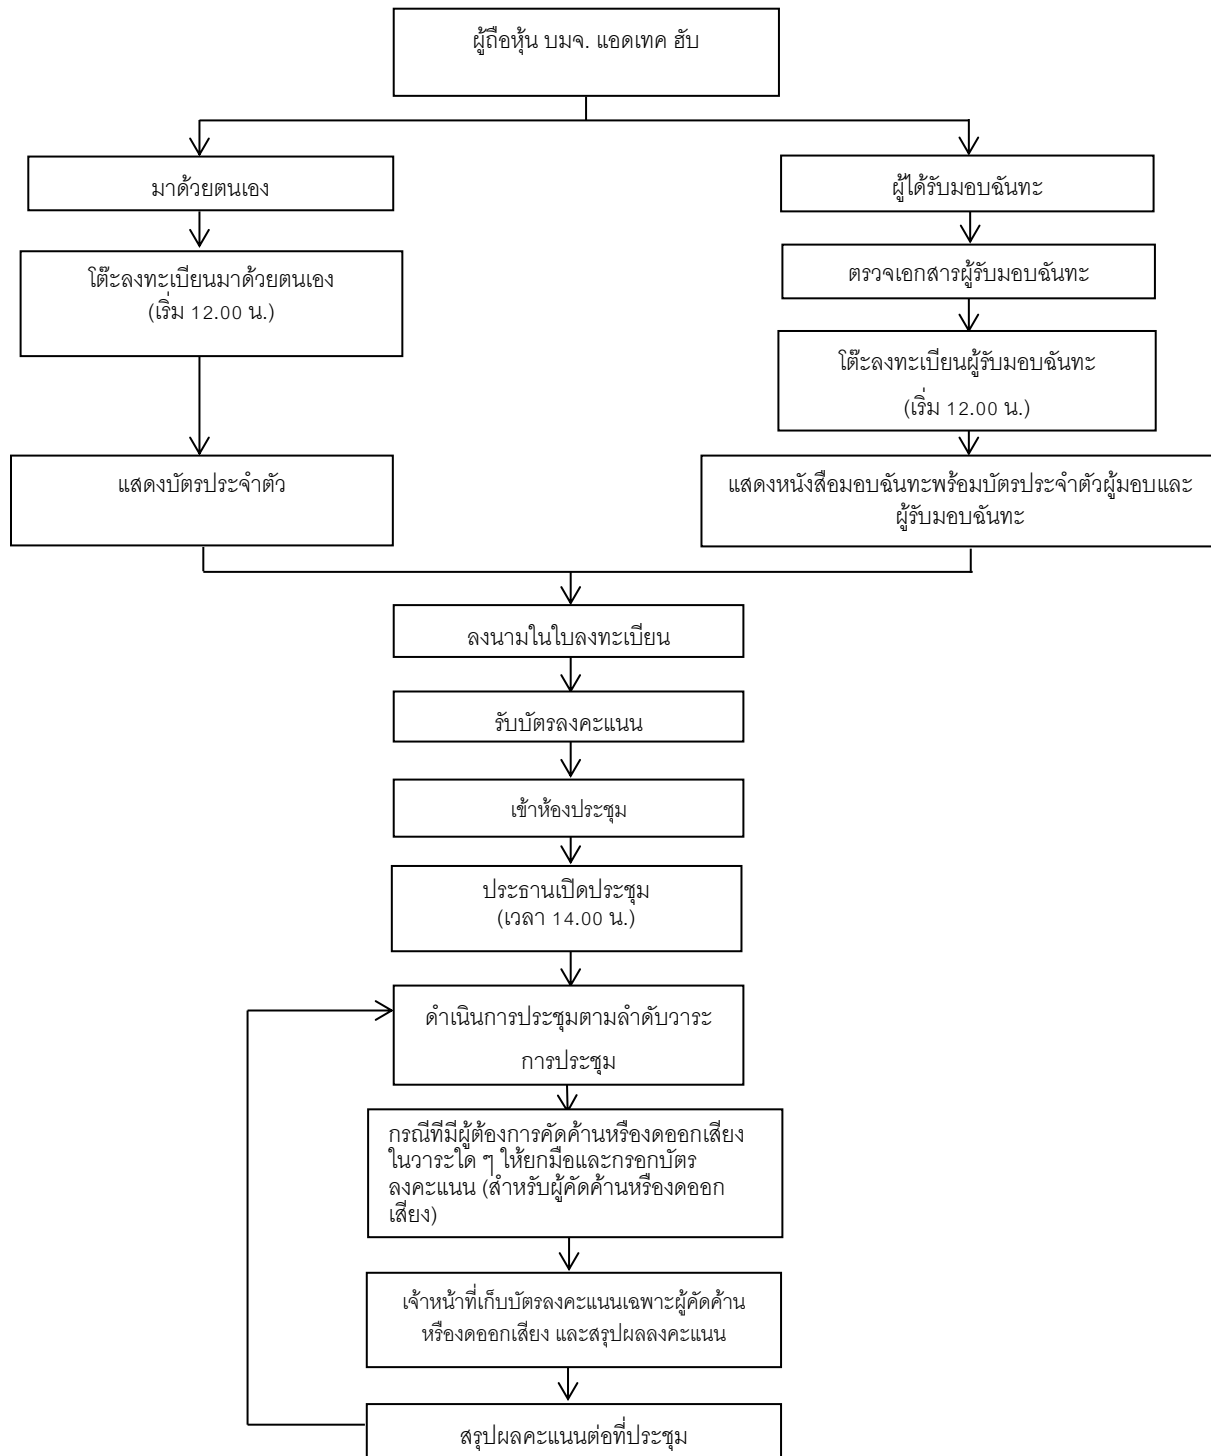 ผู้ถือหุ้น บมจ. แอดเทค ฮับ
มาด้วยตนเอง
ผู้ได้รับมอบฉันทะ
โต๊ะลงทะเบียนมาด้วยตนเอง
(เริ่ม 12.00 น.)
ตรวจเอกสารผู้รับมอบฉันทะ
โต๊ะลงทะเบียนผู้รับมอบฉันทะ
(เริ่ม 12.00 น.)
แสดงบัตรประจำตัว
แสดงหนังสือมอบฉันทะพร้อมบัตรประจำตัวผู้มอบและ
ผู้รับมอบฉันทะ
ลงนามในใบลงทะเบียน
รับบัตรลงคะแนน
เข้าห้องประชุม
ประธานเปิดประชุม
(เวลา 14.00 น.)
ดำเนินการประชุมตามลำดับวาระ
การประชุม
กรณีที่มีผู้ต้องการคัดค้านหรืองดออกเสียง
ในวาระใด ๆ ให้ยกมือและกรอกบัตร
ลงคะแนน (สำหรับผู้คัดค้านหรืองดออก
เสียง)
เจ้าหน้าที่เก็บบัตรลงคะแนนเฉพาะผู้คัดค้าน
หรืองดออกเสียง และสรุปผลลงคะแนน
สรุปผลคะแนนต่อที่ประชุม